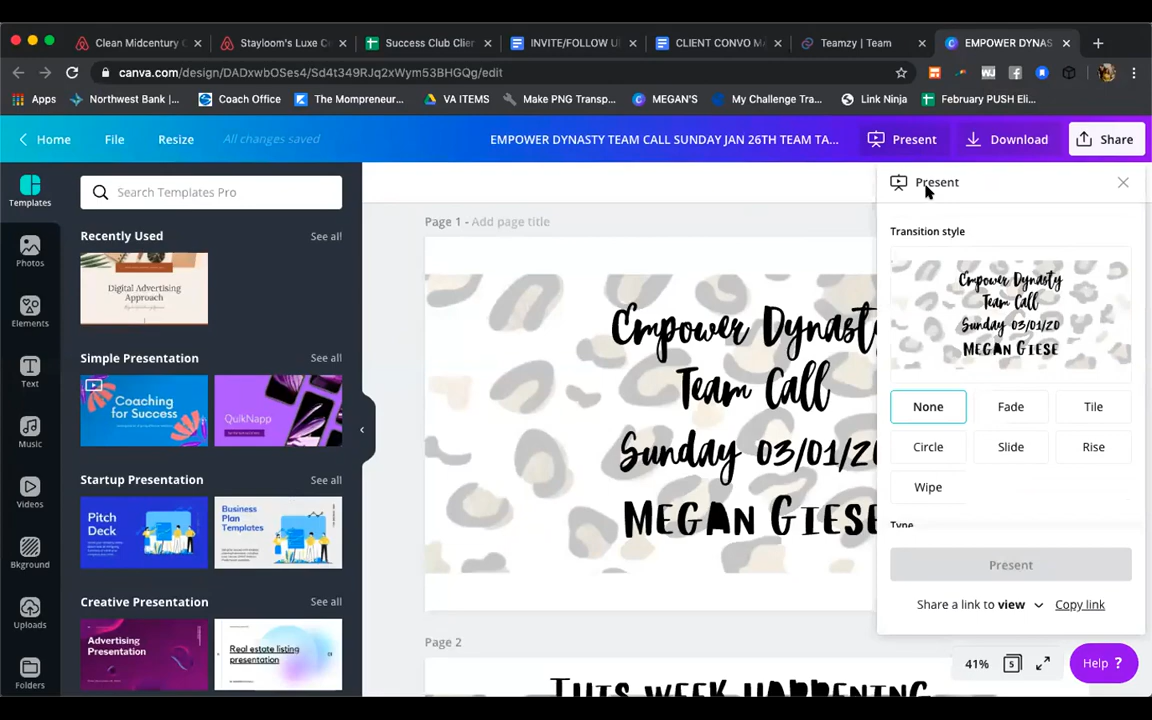 Clean Midcentury C
Stayloom's Luxe C
Success Club Clien
INVITE/FOLLOW U
CLIENT CONVO MA
Teamzy | Team
EMPOWER DYNAS
canva.com/design/DADxwbOSes4/Sd4t349RJq2xWym53BHGQg/edit
Apps
Northwest Bank |...
Coach Office
The Mompreneur...
VA ITEMS
Make PNG Transp...
MEGAN'S
My Challenge Tra...
Link Ninja
February PUSH Eli...
Home
File
Resize
All changes saved
EMPOWER DYNASTY TEAM CALL SUNDAY JAN 26TH TEAM TA...
Present
Download
Share
Templates
Photos
Elements
Text
Music
Videos
Bkground
Uploads
Folders
Search Templates Pro
Recently Used
See all
Digital Advertising
Approach
Simple Presentation
See all
Coaching
for Success
QuikNapp
Startup Presentation
See all
Pitch
Deck
Business
Plan
Templates
Creative Presentation
See all
Advertising
Presentation
Real estate listing
presentation
Page 1 - Add page title
Empower Dynast
Team Call
Sunday 03/01/20
MEGAN GIESE
Page 2
THIS WEEK HAPPENING
Present
Transition style
Empower Dynasty
Team Call
Sunday 03/01/20
MEGAN GIESE
None
Fade
Tile
Circle
Slide
Rise
Wipe
Type
Present
Share a link to view
Copy link
41%
5
Help ?